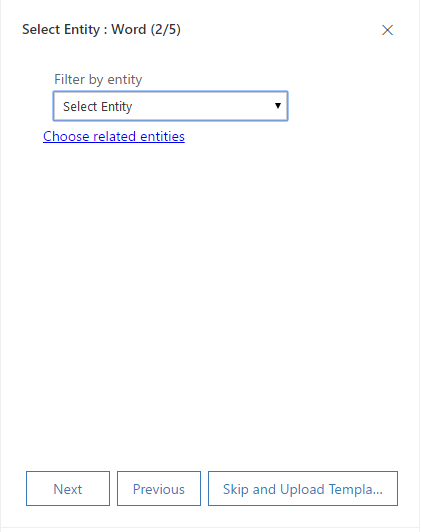 Select Entity : Word (2/5)
Filter by entity
Select Entity
Choose related entities
Next
Previous
Skip and Upload Templa...